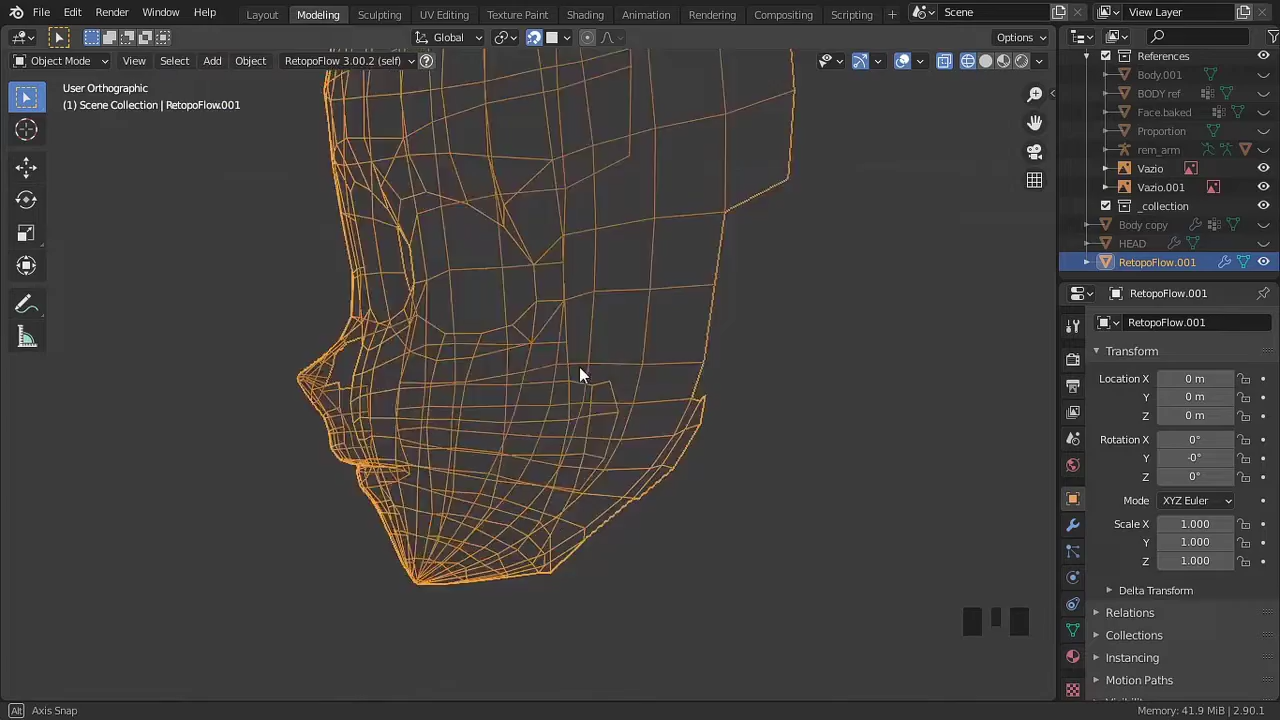 File Edit Render Window Help Layout Modeling Sculpting UV Editing Texture Paint Shading Animation Rendering Compositing Scripting + Scene View Layer
Global Options
Object Mode View Select Add Object RetopoFlow 3.00.2 (self)
User Orthographic
(1) Scene Collection | RetopoFlow.001
References
Body.001
BODY ref
Face.baked
Proportion
rem_arm
Vazio
Vazio.001
_collection
Body copy
HEAD
RetopoFlow.001
RetopoFlow.001
RetopoFlow.001
Transform
Location X 0 m
Y 0 m
Z 0 m
Rotation X 0°
Y -0°
Z 0°
Mode XYZ Euler
Scale X 1.000
Y 1.000
Z 1.000
Delta Transform
Relations
Collections
Instancing
Motion Paths
Alt Axis Snap Memory: 41.9 MiB | 2.90.1